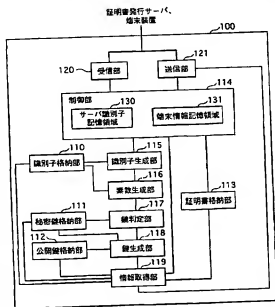 証明書発行サーバ、
端末装置
100
120
121
受信部
送信部
制御部
114
130
131
サーバ識別子
記憶領域
端末情報記憶領域
110
115
識別子格納部
識別子生成部
116
素数生成部
111
117
113
秘密鍵格納部
鍵判定部
証明書格納部
112
118
公開鍵格納部
鍵生成部
119
情報取得部